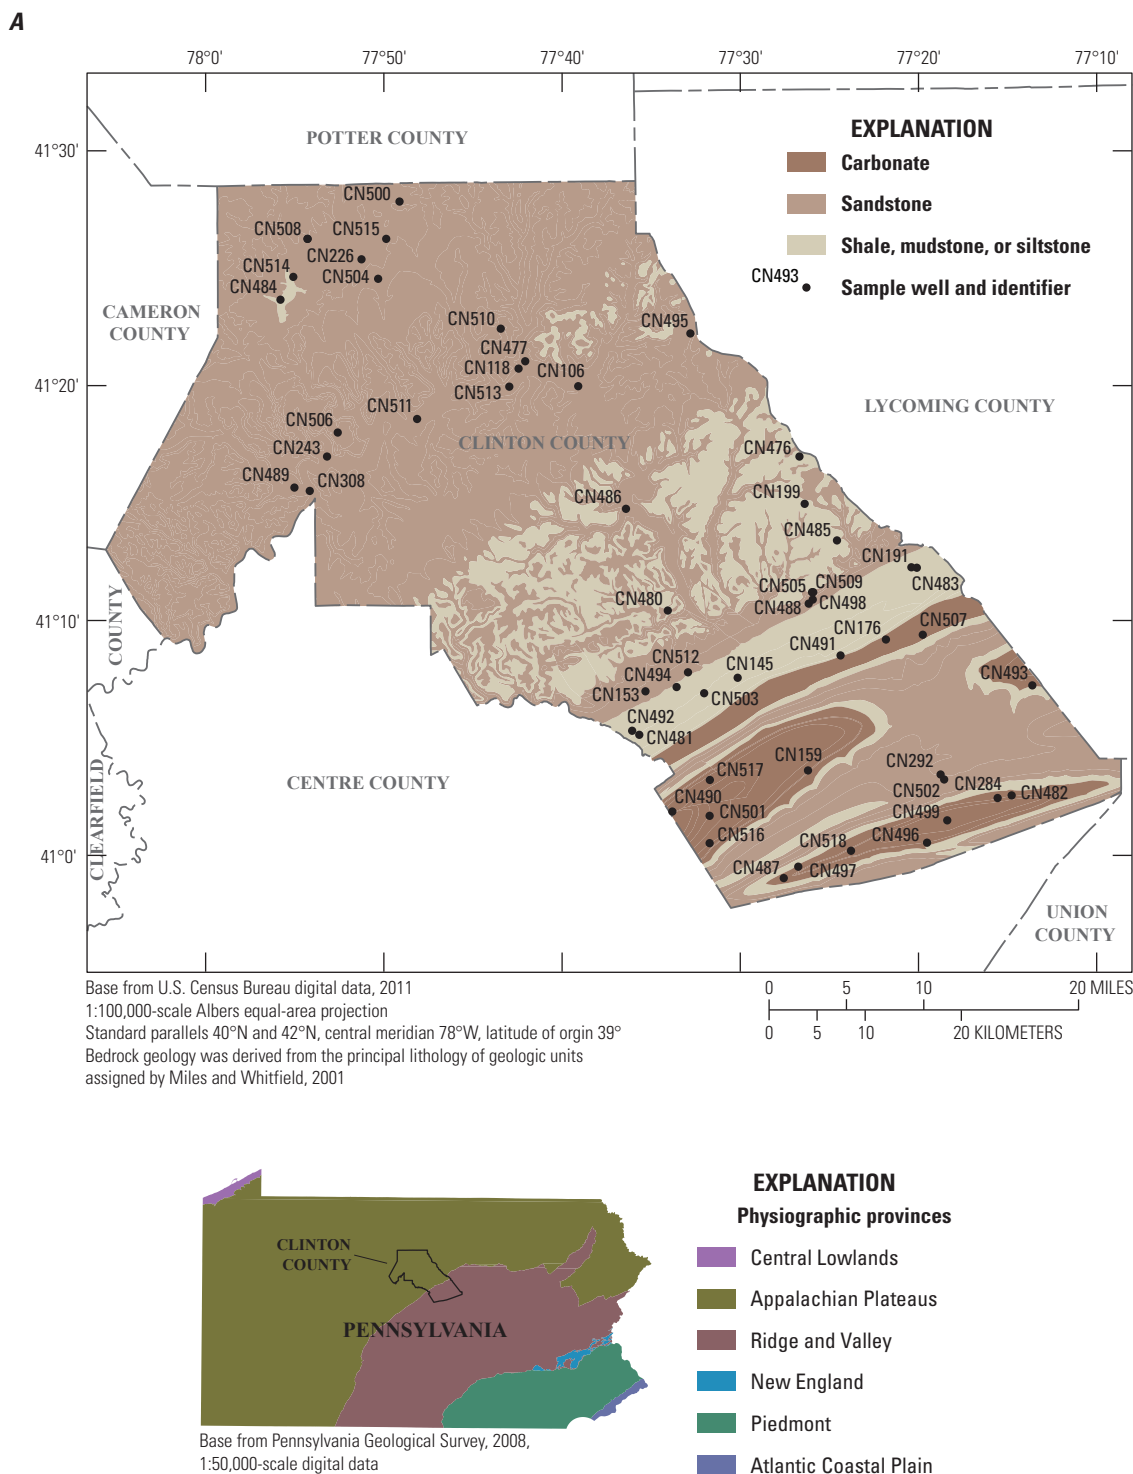 A
78°0'
77°50'
77°40'
77°30'
77°20'
77°10'
41°30'
41°20'
41°10'
41°0'
POTTER COUNTY
EXPLANATION
Carbonate
Sandstone
Shale, mudstone, or siltstone
CN493
Sample well and identifier
CN500
CN508
CN515
CN226
CN514
CN504
CN484
CAMERON
COUNTY
CN510
CN495
CN477
CN118
CN106
CN513
LYCOMING COUNTY
CN511
CN506
CLINTON COUNTY
CN243
CN476
CN489
CN308
CN486
CN199
CN485
CN191
CN483
CN505
CN509
CN480
CN488
CN498
COUNTY
CN507
CN176
CN491
CN512
CN145
CN494
CN493
CN153
CN503
CN492
CN481
CN159
CN292
CENTRE COUNTY
CN517
CN284
CN502
CN482
CN490
CN501
CN499
CN516
CN518
CN496
CLEARFIELD
CN487
CN497
UNION
COUNTY
Base from U.S. Census Bureau digital data, 2011
1:100,000-scale Albers equal-area projection
Standard parallels 40°N and 42°N, central meridian 78°W, latitude of orgin 39°
Bedrock geology was derived from the principal lithology of geologic units
assigned by Miles and Whitfield, 2001
0 5 10 20 MILES
0 5 10 20 KILOMETERS
CLINTON
COUNTY
PENNSYLVANIA
Base from Pennsylvania Geological Survey, 2008,
1:50,000-scale digital data
EXPLANATION
Physiographic provinces
Central Lowlands
Appalachian Plateaus
Ridge and Valley
New England
Piedmont
Atlantic Coastal Plain